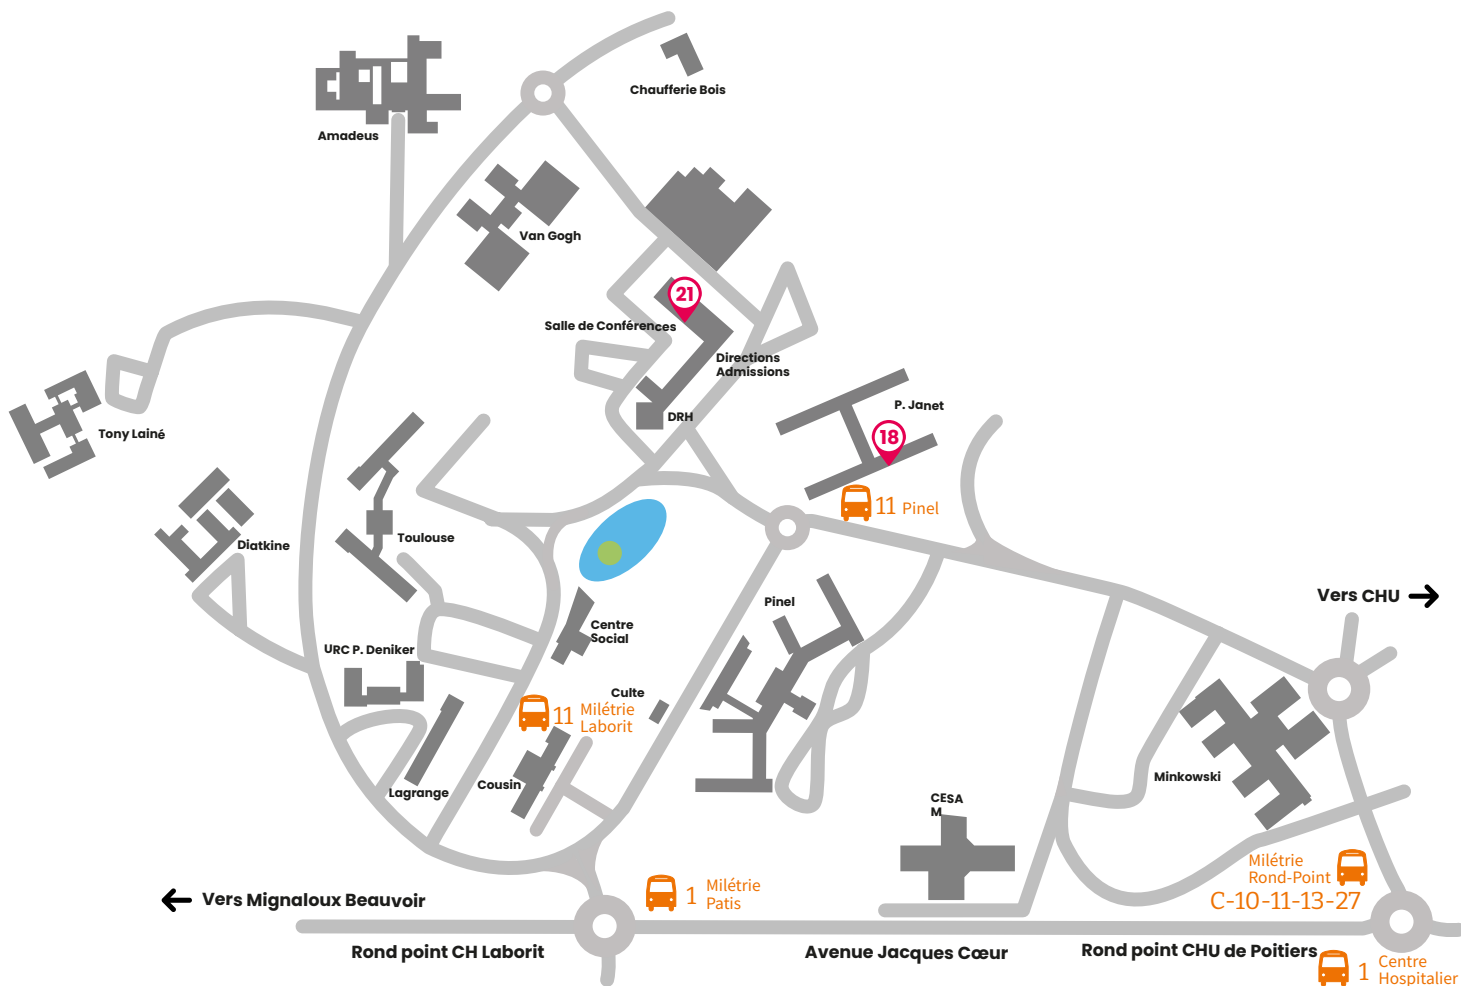 Chaufferie Bois
Amadeus
Van Gogh
21
Salle de Conférences
Directions
Admissions
P. Janet
DRH
18
Tony Lainé
11 Pinel
Toulouse
Diatkine
Vers CHU
Pinel
Centre
Social
URC P. Deniker
Culte
11 Milétrie
Laborit
Minkowski
Cousin
Lagrange
CESA
M
Milétrie
Rond-Point
C-10-11-13-27
1 Milétrie
Patis
Vers Mignaloux Beauvoir
Rond point CH Laborit
Avenue Jacques Cœur
Rond point CHU de Poitiers
1 Centre
Hospitalier